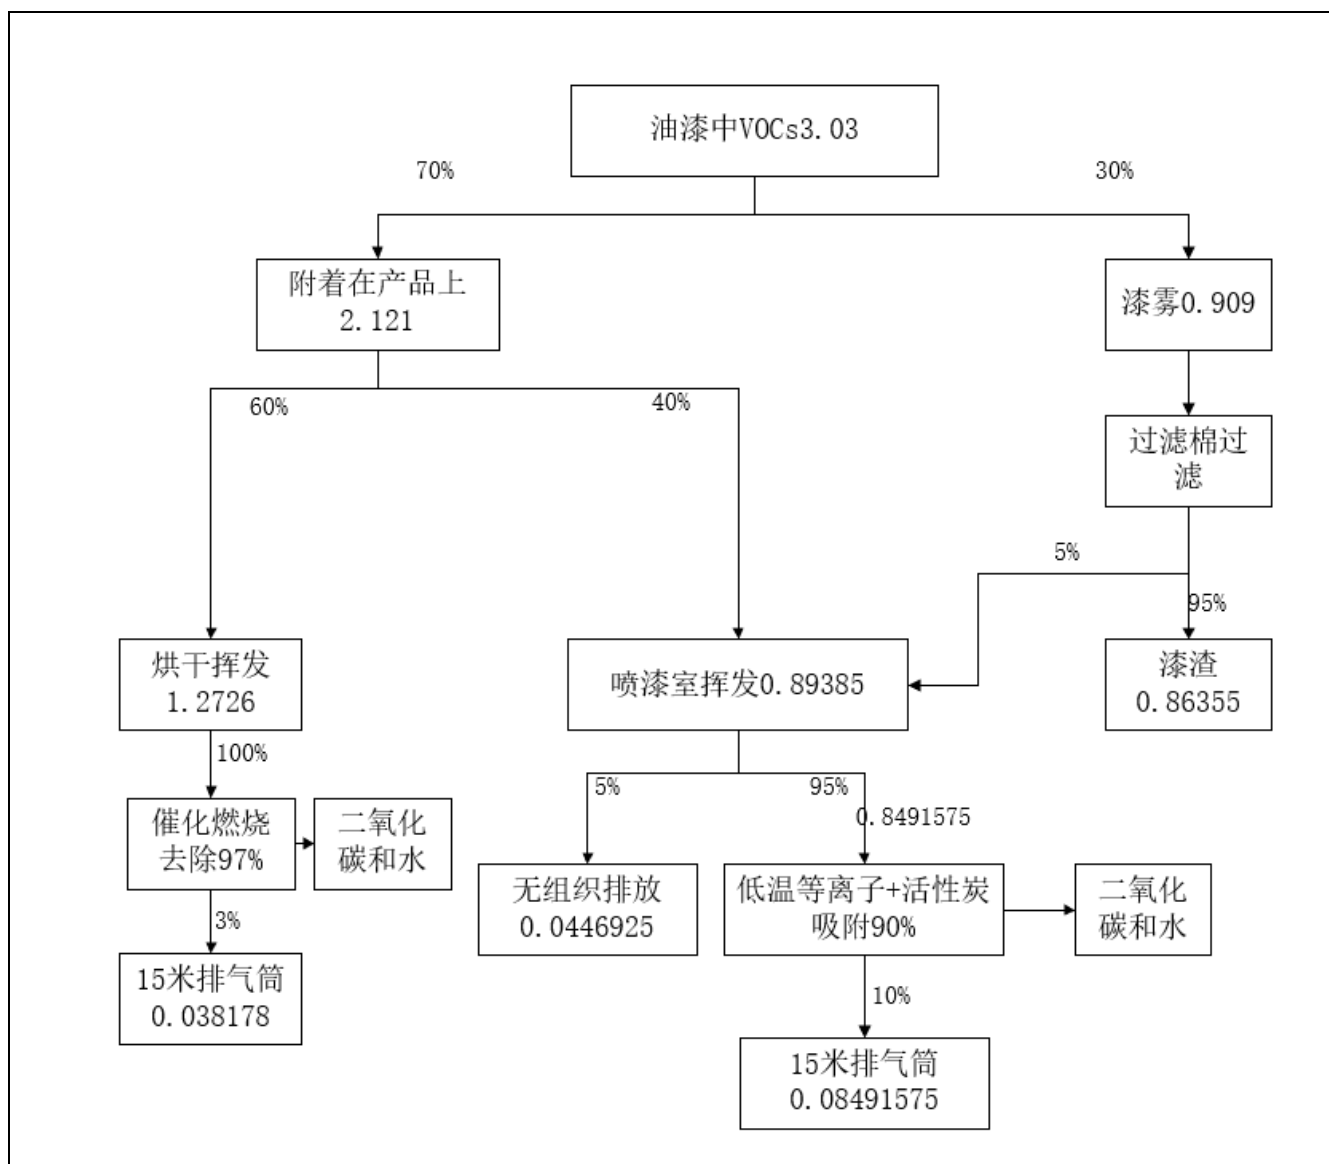 油漆中VOCs3.03
70%
30%
附着在产品上
2.121
漆雾0.909
60%
40%
过滤棉过
滤
5%
95%
烘干挥发
1.2726
喷漆室挥发0.89385
漆渣
0.86355
100%
5%
95%
0.8491575
催化燃烧
去除97%
二氧化
碳和水
无组织排放
0.0446925
低温等离子+活性炭
吸附90%
二氧化
碳和水
3%
10%
15米排气筒
0.038178
15米排气筒
0.08491575